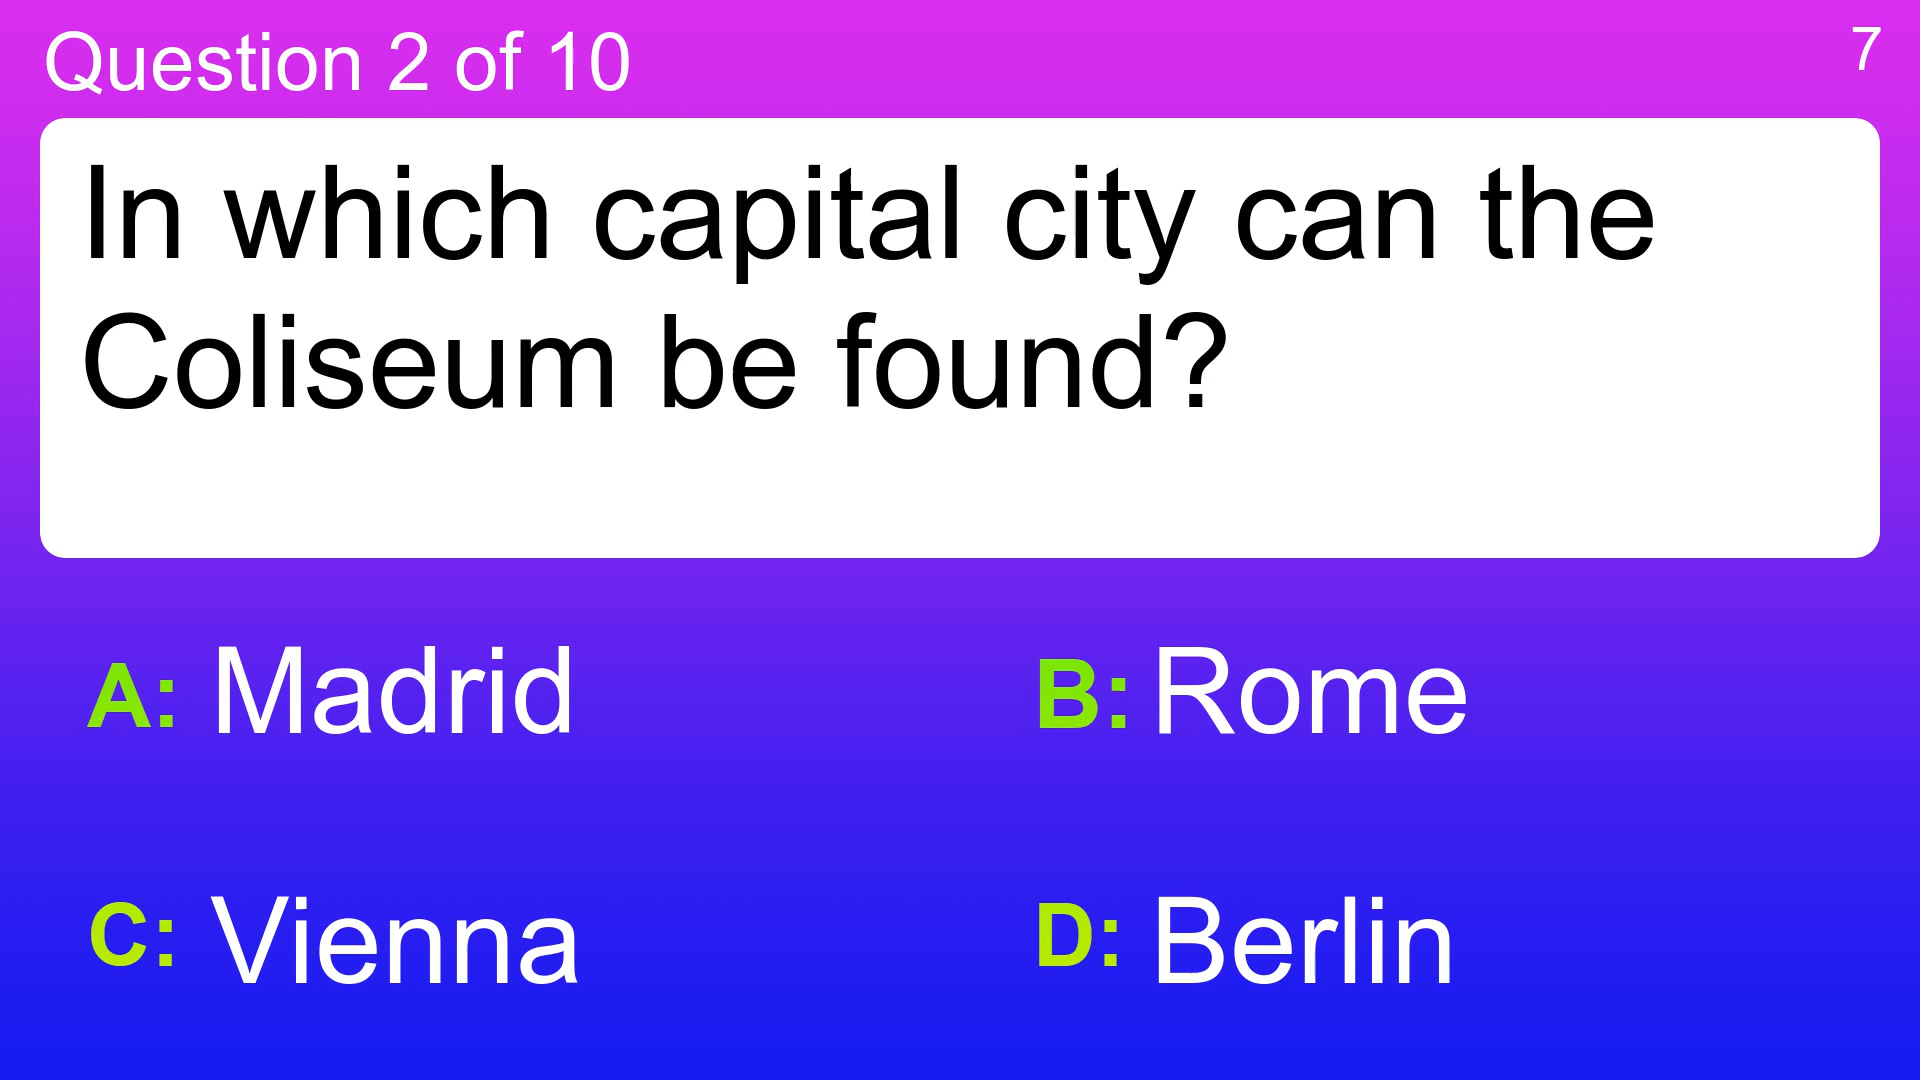 Question 2 of 10
7
In which capital city can the
Coliseum be found?
A: Madrid
B: Rome
C: Vienna
D: Berlin